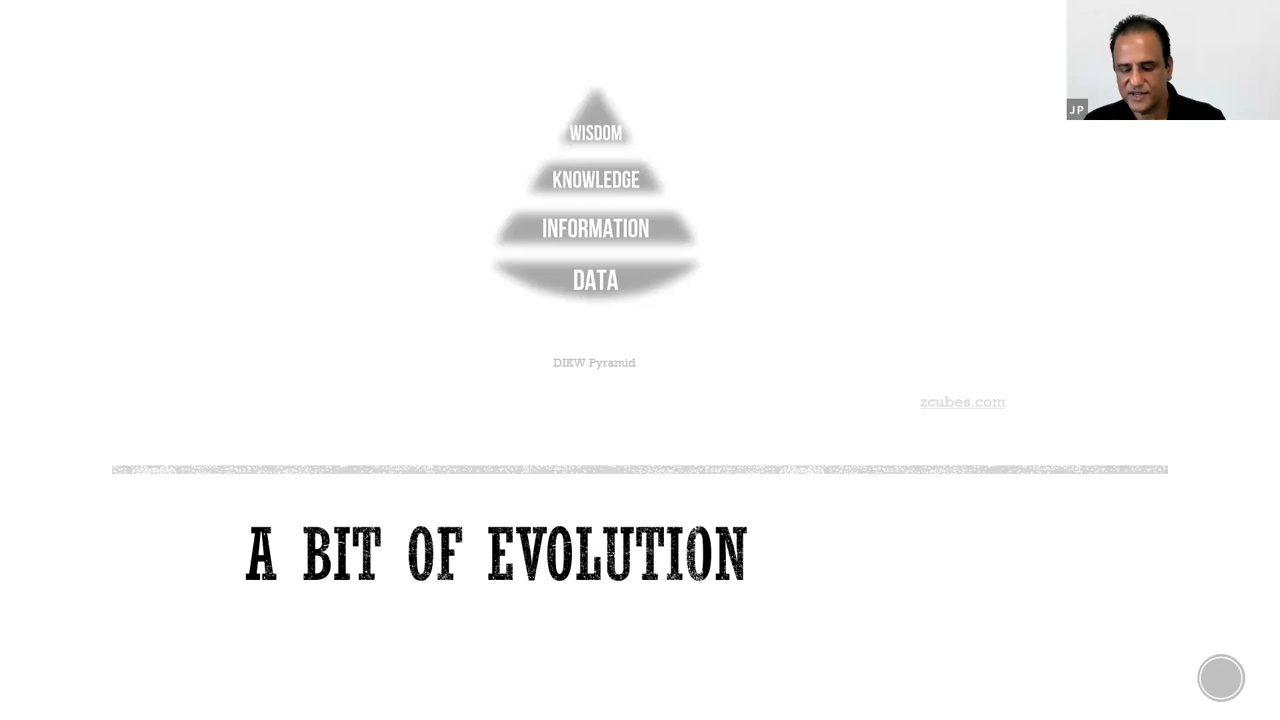 JP
WISDOM
KNOWLEDGE
INFORMATION
DATA
DIKW Pyramid
zcubes.com
A BIT OF EVOLUTION